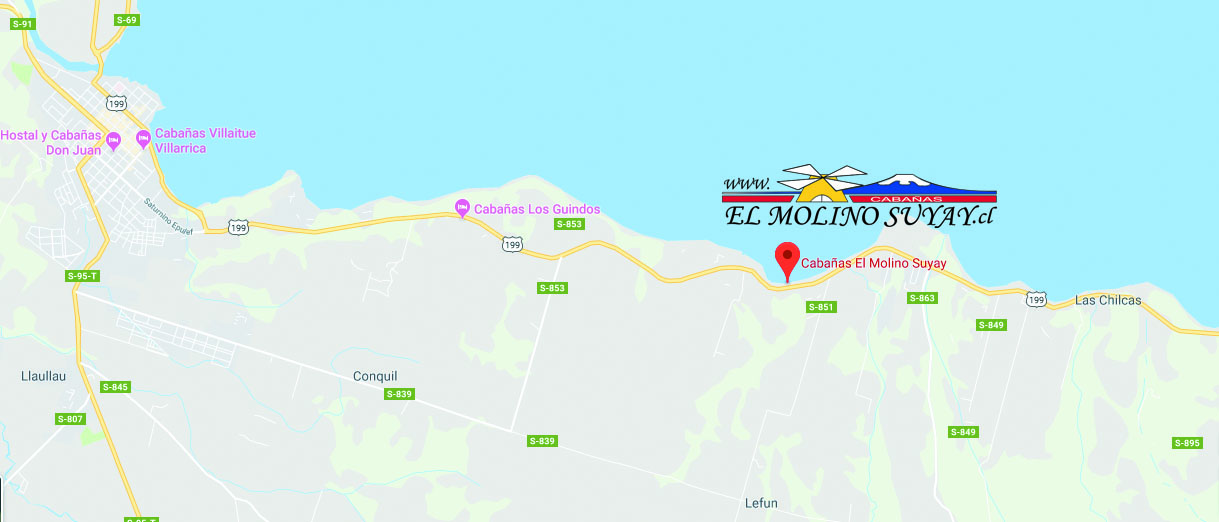 S-91
S-69
199
Hostal y Cabañas
Don Juan
Cabañas Villaitue
Villarrica
Saturnino Epulef
199
Cabañas Los Guindos
S-853
199
www.
CABAÑAS
EL MOLINO SUYAY.cl
Cabañas El Molino Suyay
S-95-T
S-853
S-851
S-863
199
Las Chilcas
S-849
Llaullau
S-845
Conquil
S-839
S-807
S-839
S-849
S-895
Lefun
S-95-T